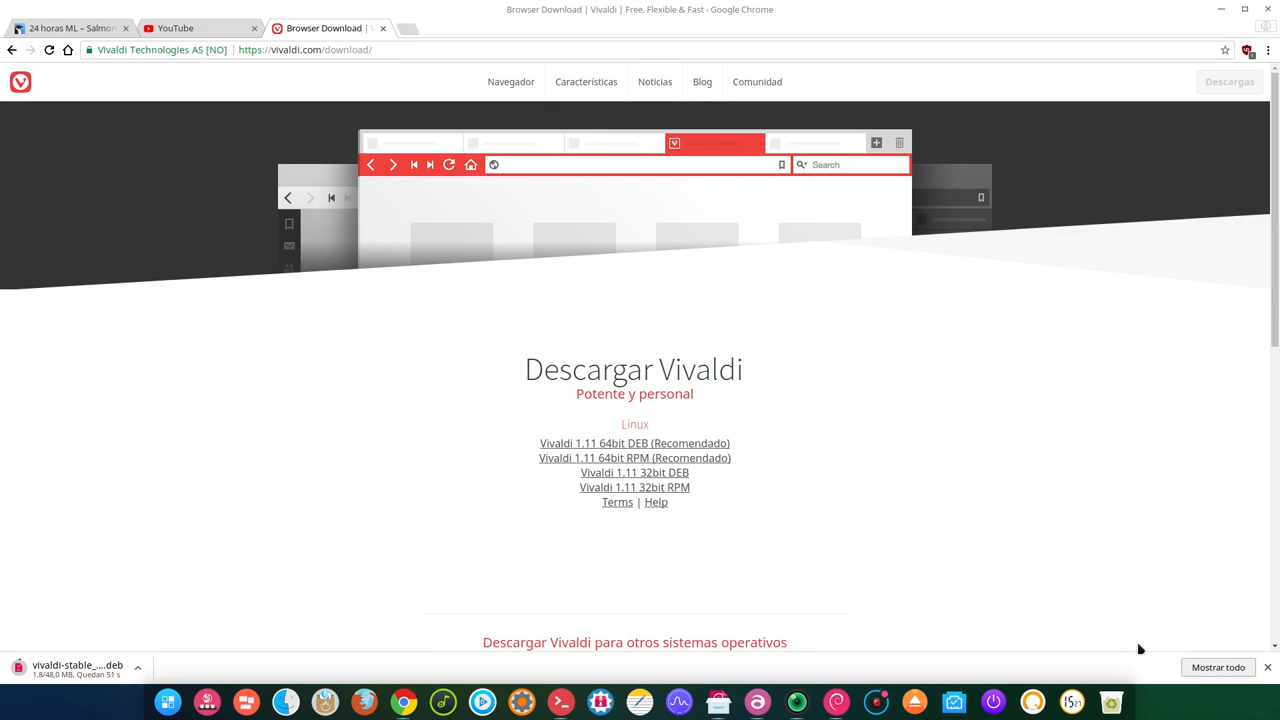 Browser Download | Vivaldi | Free, Flexible & Fast - Google Chrome
24 horas ML – Salmor
YouTube
Browser Download |
Vivaldi Technologies AS [NO]
https://vivaldi.com/download/
Navegador
Características
Noticias
Blog
Comunidad
Descargas
Search
Descargar Vivaldi
Potente y personal
Linux
Vivaldi 1.11 64bit DEB (Recomendado)
Vivaldi 1.11 64bit RPM (Recomendado)
Vivaldi 1.11 32bit DEB
Vivaldi 1.11 32bit RPM
Terms | Help
Descargar Vivaldi para otros sistemas operativos
vivaldi-stable_....deb
1,8/48,0 MB, Quedan 51 s
Mostrar todo